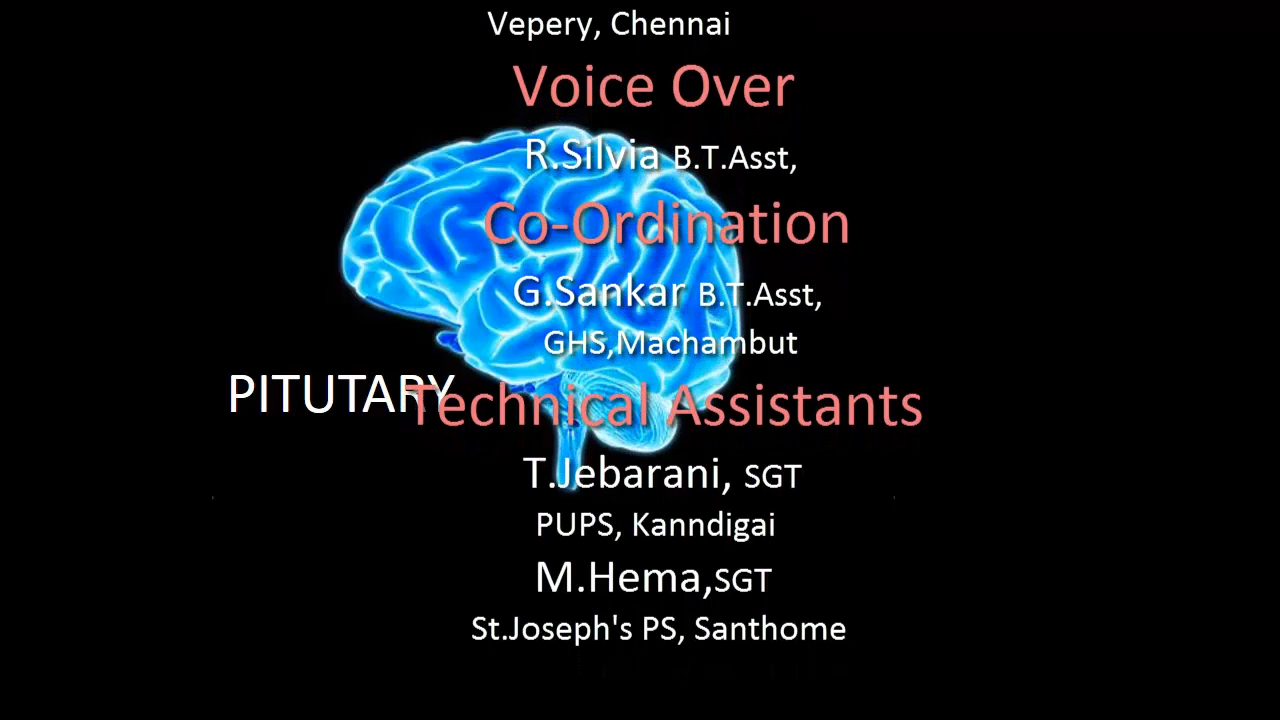 Vepery, Chennai
Voice Over
R.Silvia B.T.Asst,
Co-Ordination
G.Sankar B.T.Asst,
GHS,Machambut
PITUTARY
Technical Assistants
T.Jebarani, SGT
PUPS, Kanndigai
M.Hema,SGT
St.Joseph's PS, Santhome